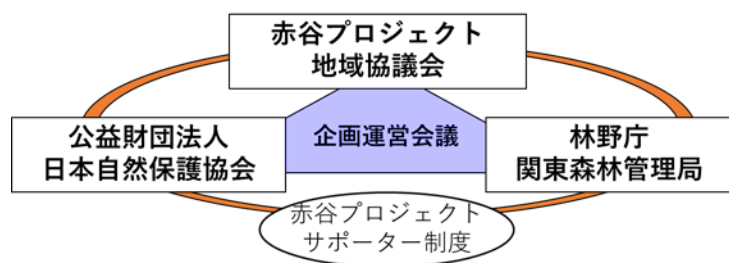 赤谷プロジェクト
地域協議会
公益財団法人
日本自然保護協会
企画運営会議
林野庁
関東森林管理局
赤谷プロジェクト
サポーター制度